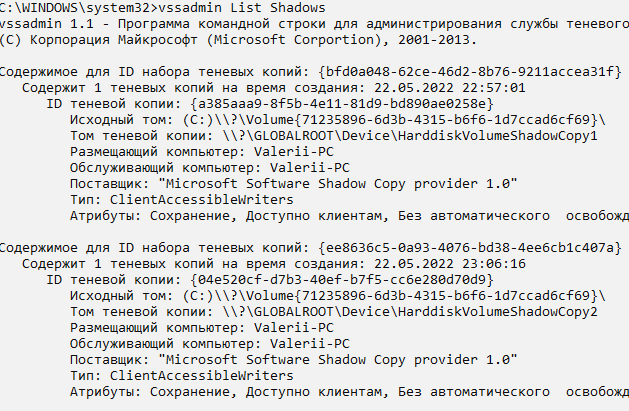 C:\WINDOWS\system32>vssadmin List Shadows
vssadmin 1.1 - Программа командной строки для администрирования службы теневого
(C) Корпорация Майкрософт (Microsoft Corportion), 2001-2013.
Содержимое для ID набора теневых копий: {bfd0a048-62ce-46d2-8b76-9211accea31f}
Содержит 1 теневых копий на время создания: 22.05.2022 22:57:01
ID теневой копии: {a385aaa9-8f5b-4e11-81d9-bd890ae0258e}
Исходный том: (C:)\\?\Volume{71235896-6d3b-4315-b6f6-1d7ccad6cf69}\
Том теневой копии: \\?\GLOBALROOT\Device\HarddiskVolumeShadowCopy1
Размещающий компьютер: Valerii-PC
Обслуживающий компьютер: Valerii-PC
Поставщик: "Microsoft Software Shadow Copy provider 1.0"
Тип: ClientAccessibleWriters
Атрибуты: Сохранение, Доступно клиентам, Без автоматического  освобожд
Содержимое для ID набора теневых копий: {ee8636c5-0a93-4076-bd38-4ee6cb1c407a}
Содержит 1 теневых копий на время создания: 22.05.2022 23:06:16
ID теневой копии: {04e520cf-d7b3-40ef-b7f5-cc6e280d70d9}
Исходный том: (C:)\\?\Volume{71235896-6d3b-4315-b6f6-1d7ccad6cf69}\
Том теневой копии: \\?\GLOBALROOT\Device\HarddiskVolumeShadowCopy2
Размещающий компьютер: Valerii-PC
Обслуживающий компьютер: Valerii-PC
Поставщик: "Microsoft Software Shadow Copy provider 1.0"
Тип: ClientAccessibleWriters
Атрибуты: Сохранение, Доступно клиентам, Без автоматического  освобожд